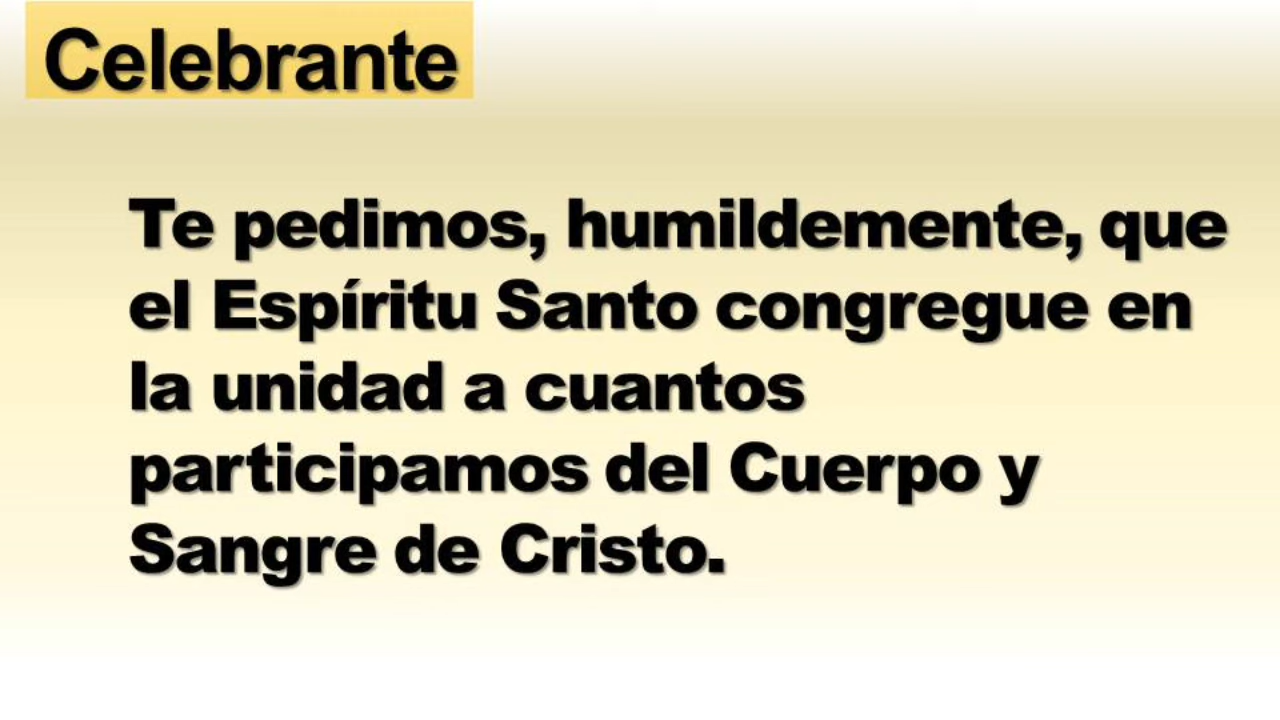 Celebrante
Te pedimos, humildemente, que
el Espíritu Santo congregue en
la unidad a cuantos
participamos del Cuerpo y
Sangre de Cristo.